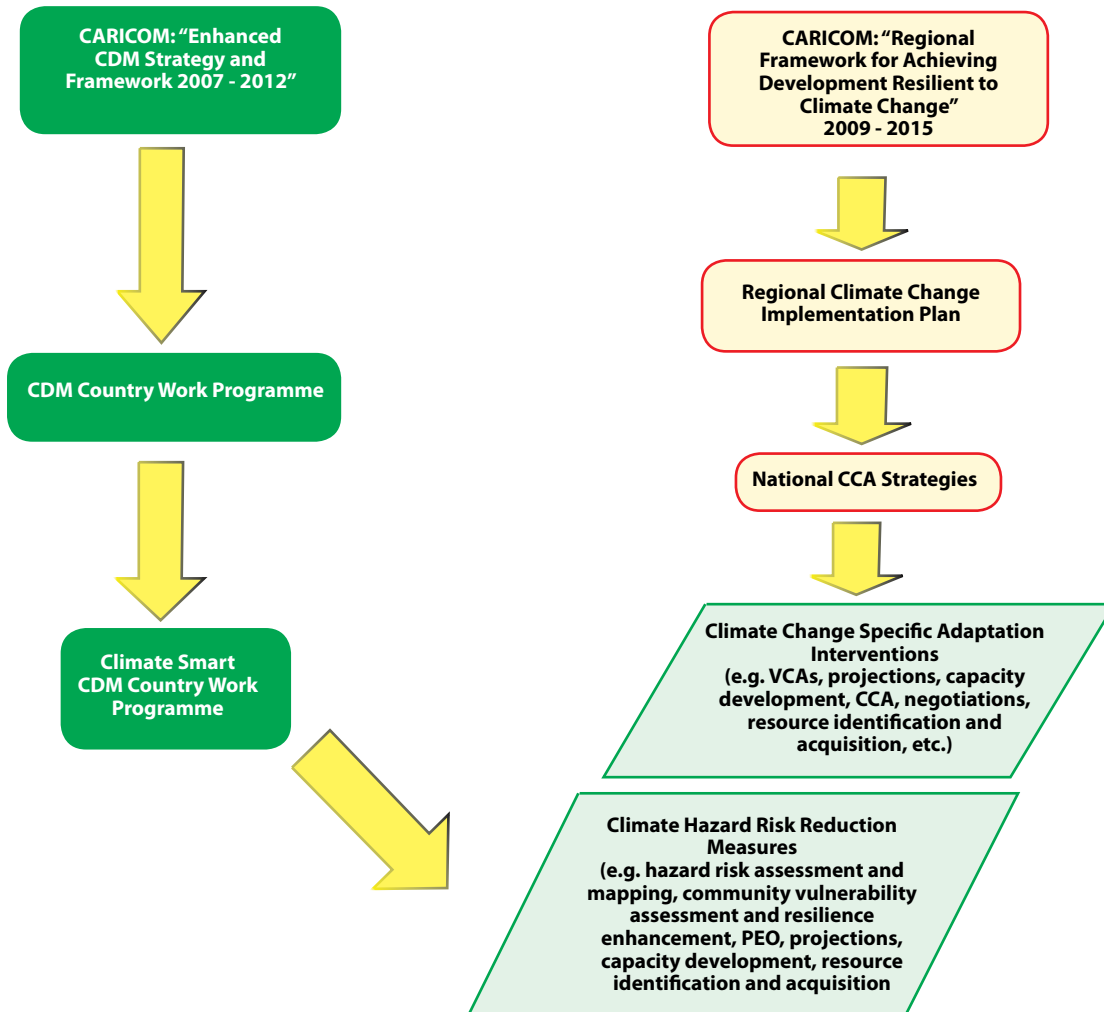 CARICOM: “Enhanced
CDM Strategy and
Framework 2007 - 2012”
CDM Country Work Programme
Climate Smart
CDM Country Work
Programme
CARICOM: “Regional
Framework for Achieving
Development Resilient to
Climate Change”
2009 - 2015
Regional Climate Change
Implementation Plan
National CCA Strategies
Climate Change Specific Adaptation
Interventions
(e.g. VCAs, projections, capacity
development, CCA, negotiations,
resource identification and
acquisition, etc.)
Climate Hazard Risk Reduction
Measures
(e.g. hazard risk assessment and
mapping, community vulnerability
assessment and resilience
enhancement, PEO, projections,
capacity development, resource
identification and acquisition